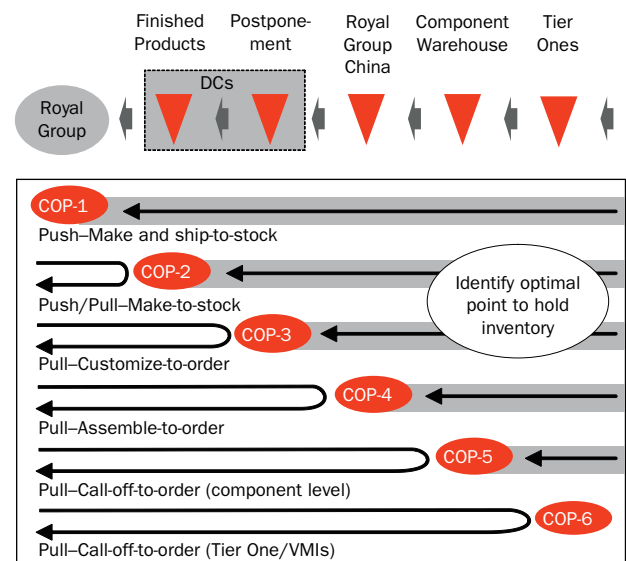 Finished
Products
Postpone-
ment
Royal
Group
China
Component
Warehouse
Tier
Ones
DCs
Royal
Group
COP-1
Push–Make and ship-to-stock
COP-2
Push/Pull–Make-to-stock
Identify optimal
point to hold
inventory
COP-3
Pull–Customize-to-order
COP-4
Pull–Assemble-to-order
COP-5
Pull–Call-off-to-order (component level)
COP-6
Pull–Call-off-to-order (Tier One/VMIs)